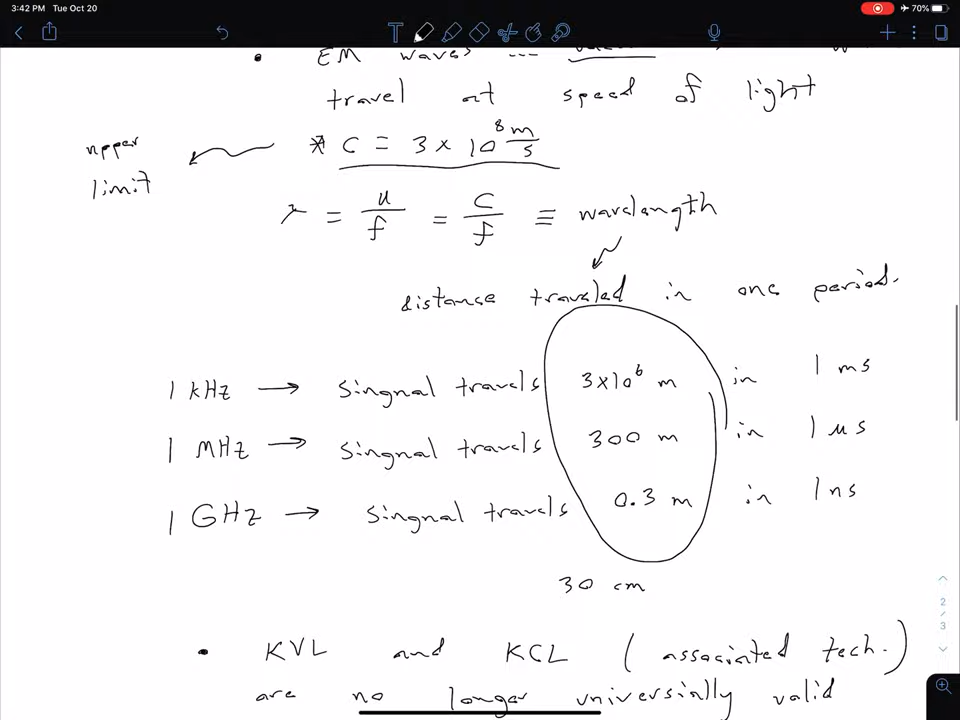 3:42 PM Tue Oct 20
70%
• EM waves ---
travel at speed of light
upper limit
* C = 3 x 10^8 m/s
λ = u/f = C/f ≡ wavelangth
distance traveled in one period.
1 kHz → Singnal travels 3x10^6 m in 1 ms
1 MHz → Singnal travels 300 m in 1 μs
1 GHz → Singnal travels 0.3 m in 1 ns
30 cm
2 / 3
• KVL and KCL (associated tech.)
are no longer universially valid